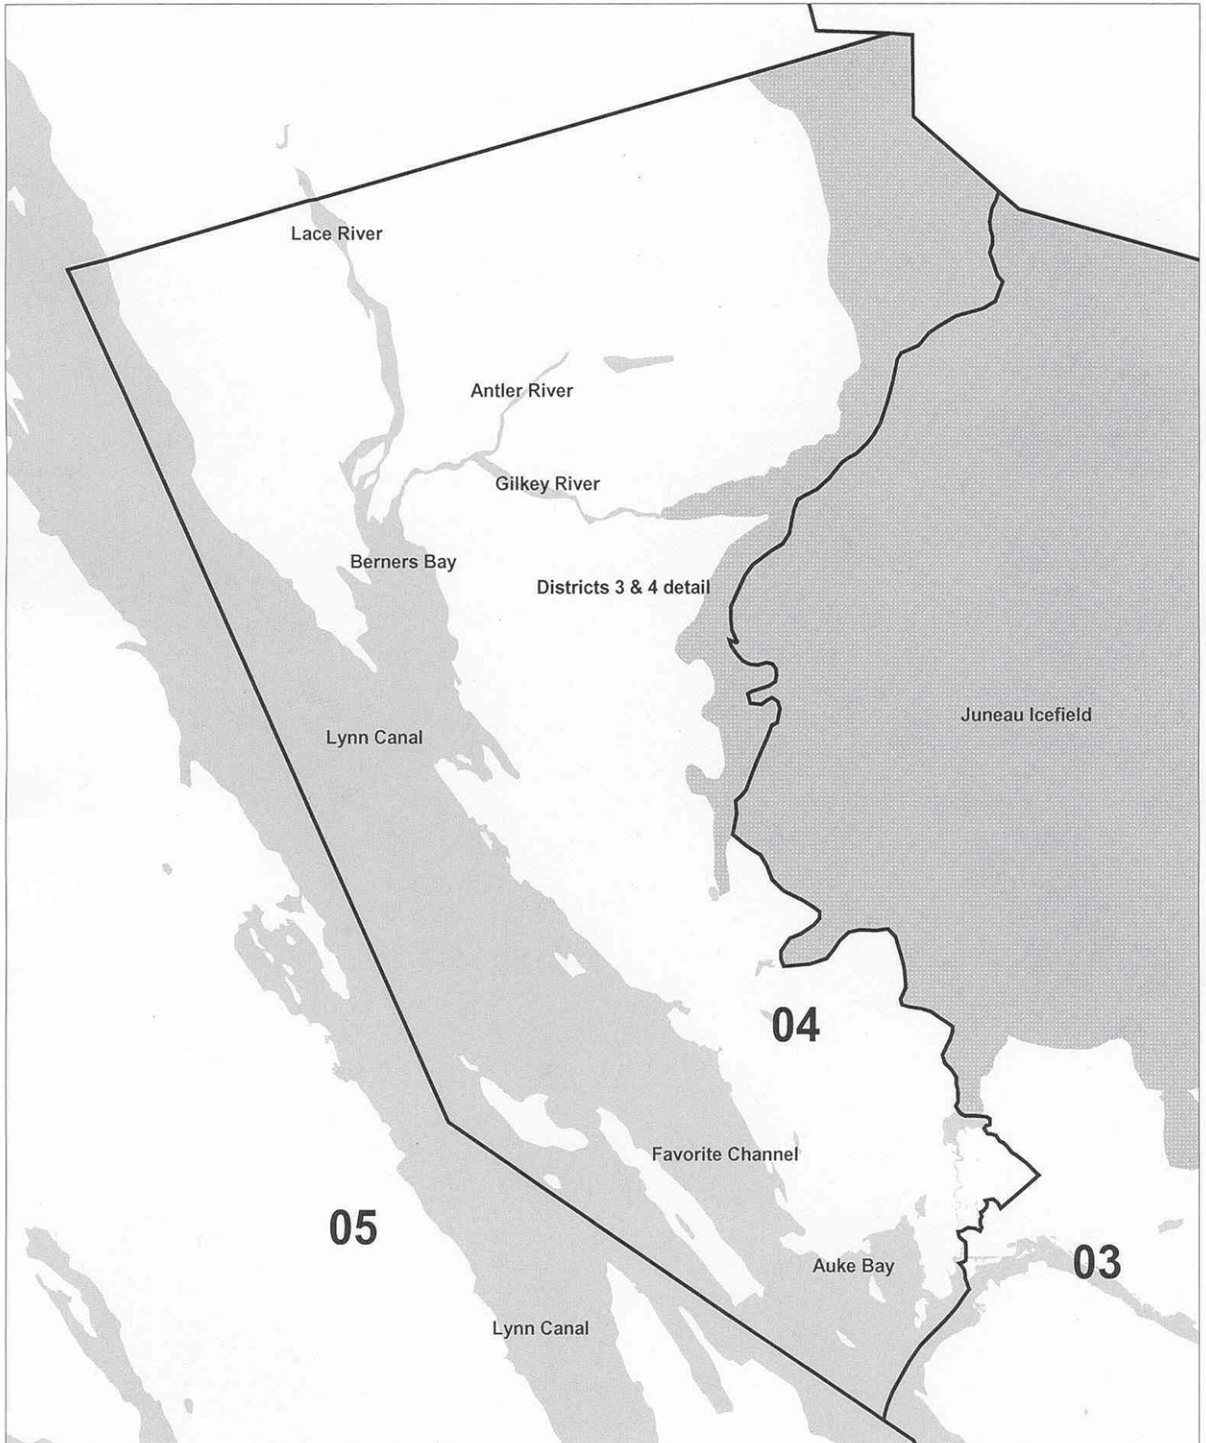 Lace River
Antler River
Gilkey River
Berners Bay
Districts 3 & 4 detail
Juneau Icefield
Lynn Canal
04
Favorite Channel
05
03
Auke Bay
Lynn Canal